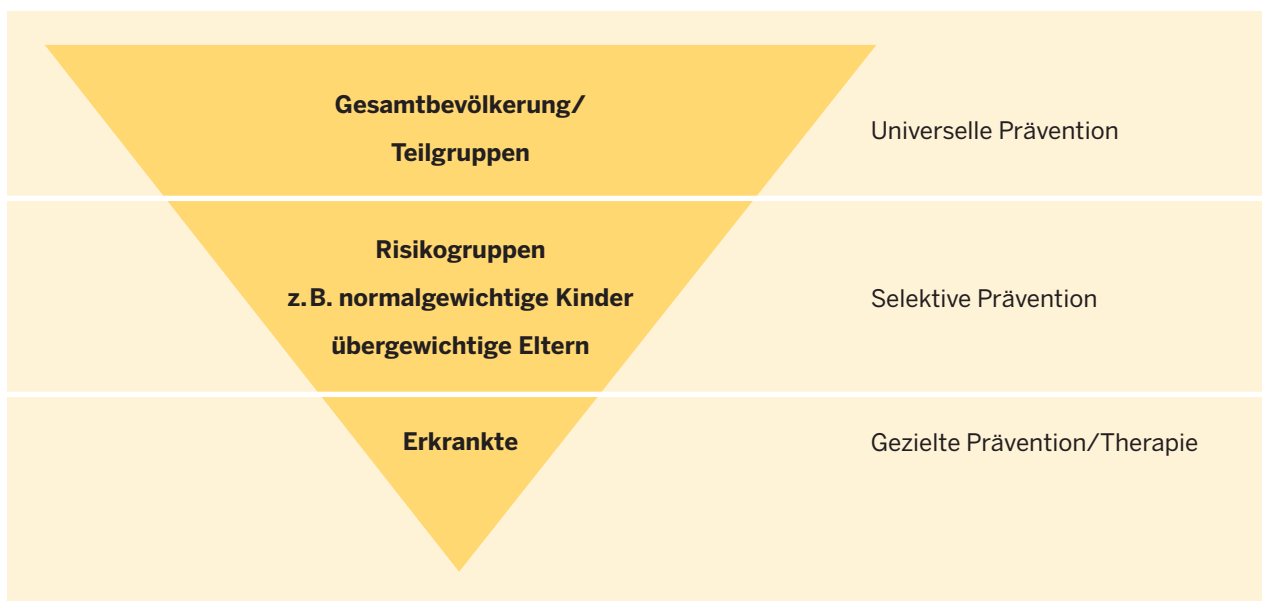 Gesamtbevölkerung/
Teilgruppen
Universelle Prävention
Risikogruppen
z. B. normalgewichtige Kinder
übergewichtige Eltern
Selektive Prävention
Erkrankte
Gezielte Prävention/Therapie